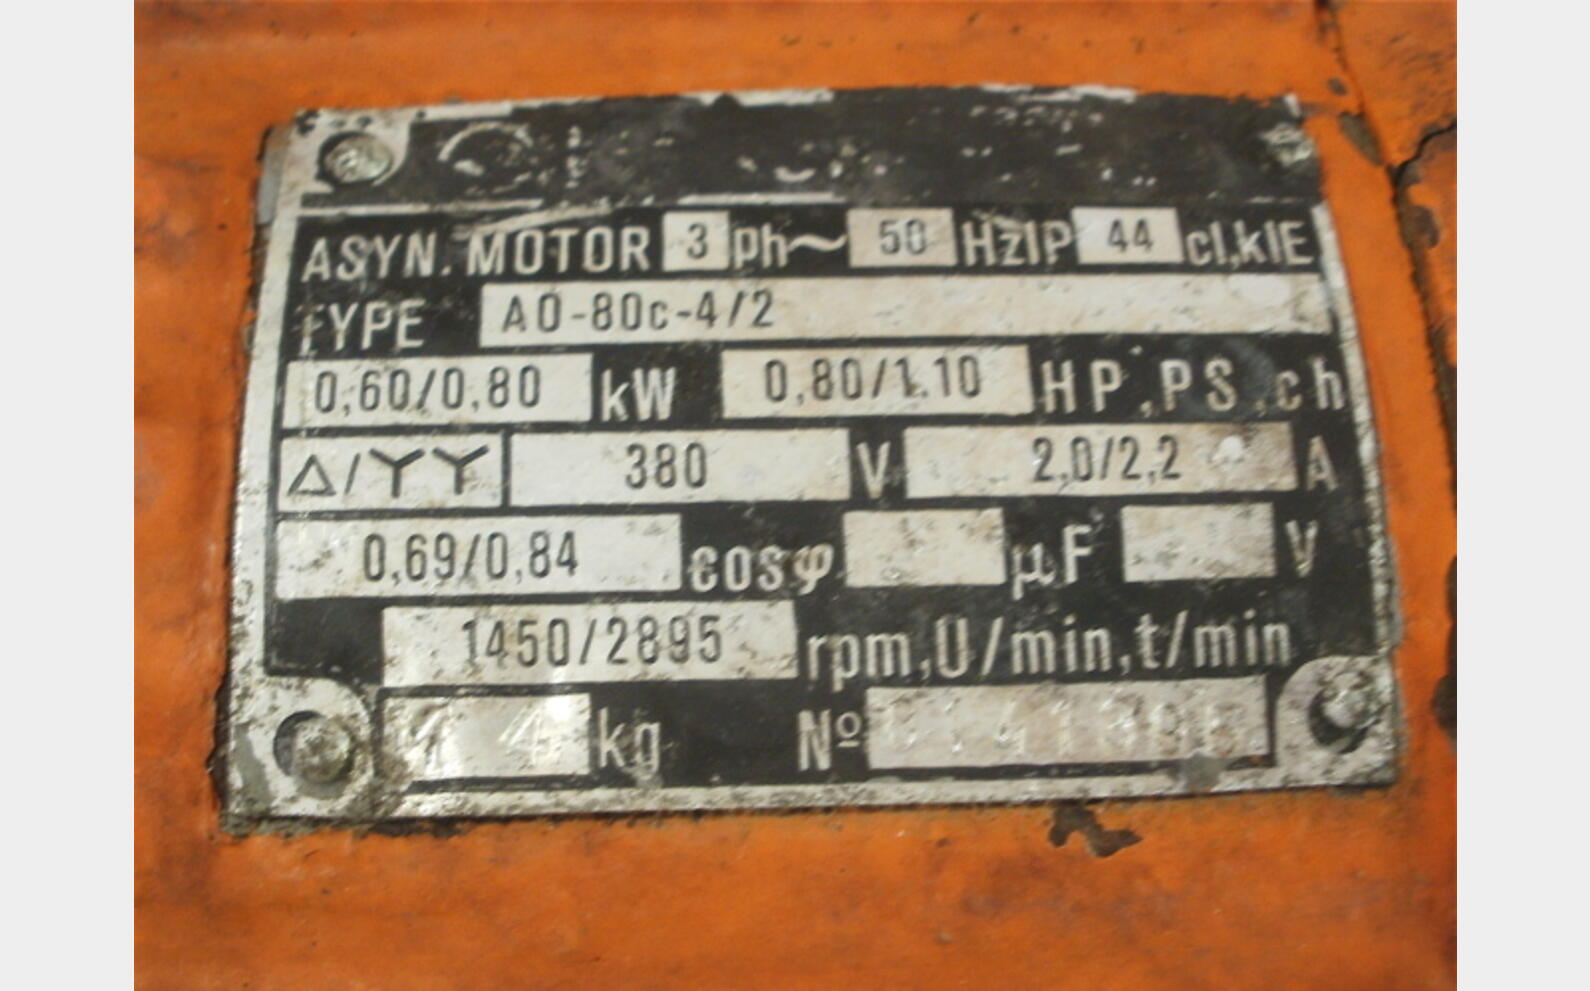 ASYN. MOTOR 3 ph~ 50 Hz IP 44 cl,kl E
TYPE AO-80c-4/2
0,60/0,80 kW 0,80/1.10 HP,PS,ch
△/YY 380 V 2,0/2,2 A
0,69/0,84 cosφ μF V
1450/2895 rpm,U/min,t/min
kg Nº